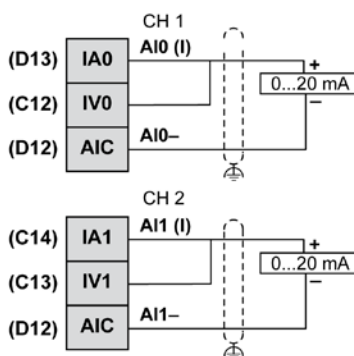 CH 1
(D13) IA0 AI0 (I) +
0...20 mA
(C12) IV0 –
(D12) AIC AI0–
CH 2
(C14) IA1 AI1 (I) +
0...20 mA
(C13) IV1 –
(D12) AIC AI1–